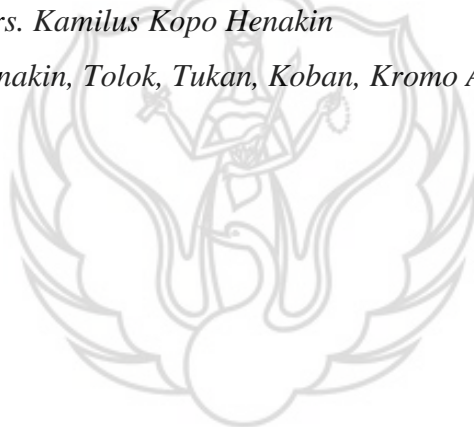 rs. Kamilus Kopo Henakin
nakin, Tolok, Tukan, Koban, Kromo A